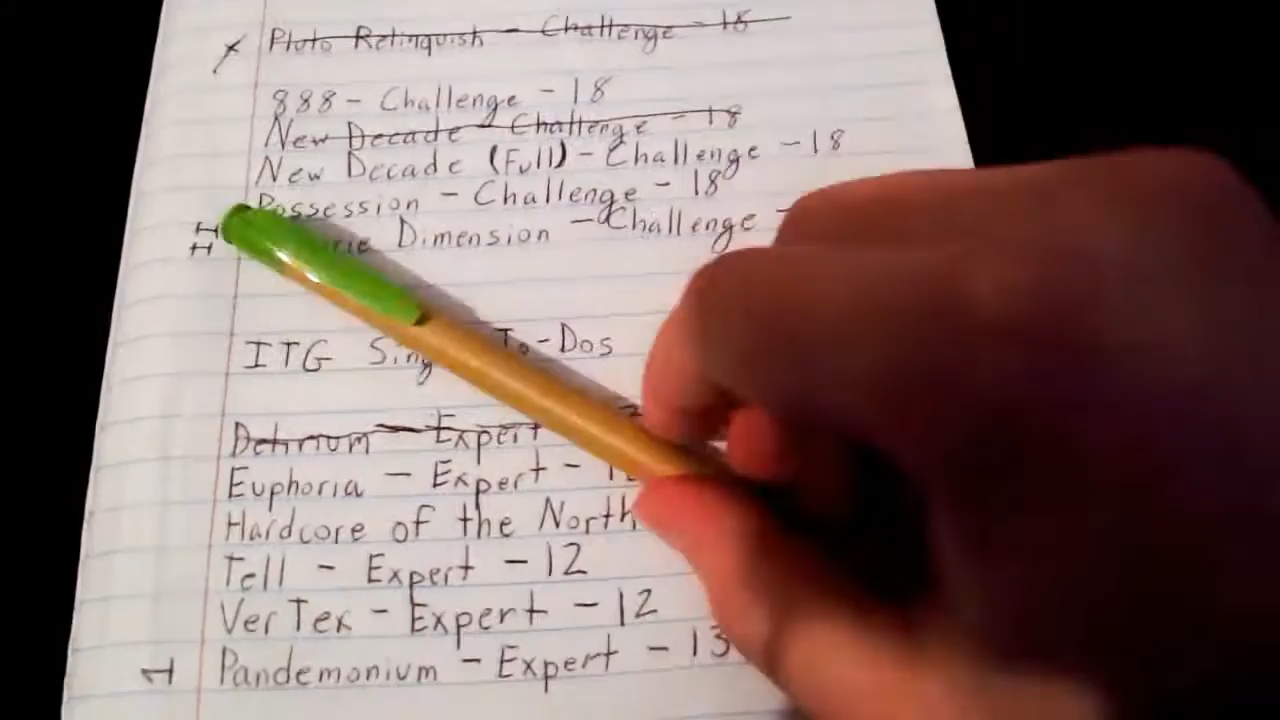 Pluto Relinquish - Challenge - 18
888 - Challenge - 18
New Decade - Challenge - 18
New Decade (Full) - Challenge - 18
Possession - Challenge - 18
Dimension - Challenge -
ITG To-Dos
Delirium - Expert
Euphoria - Expert -
Hardcore of the North
Tell - Expert - 12
VerTex - Expert - 12
Pandemonium - Expert - 13